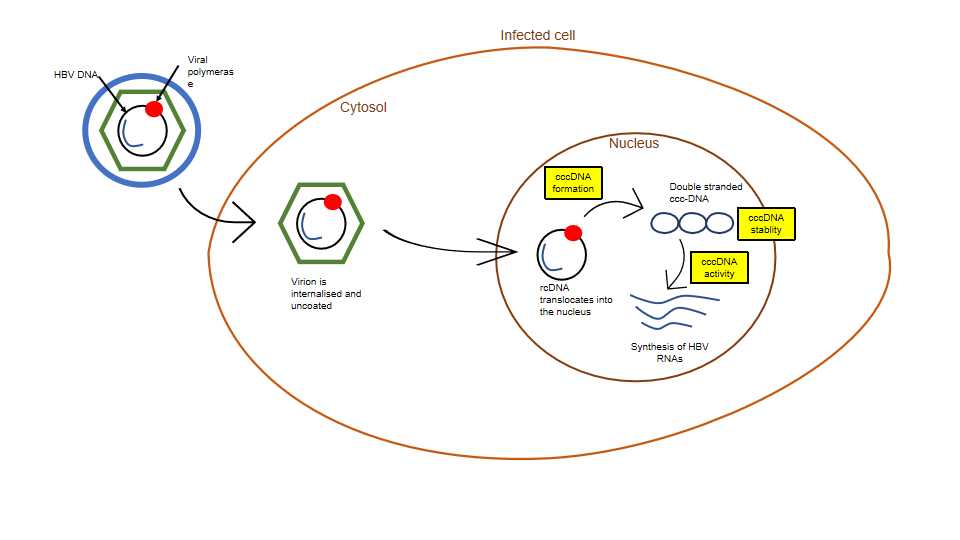 Infected cell
HBV DNA
Viral
polymeras
e
Cytosol
Nucleus
cccDNA
formation
Double stranded
ccc-DNA
cccDNA
stablity
cccDNA
activity
Virion is
internalised and
uncoated
rcDNA
translocates into
the nucleus
Synthesis of HBV
RNAs